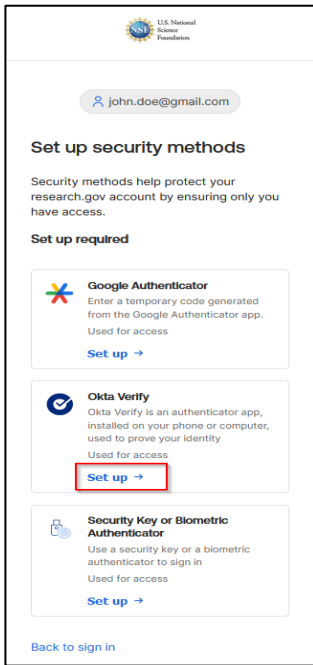 U.S. National
Science
Foundation
john.doe@gmail.com
Set up security methods
Security methods help protect your
research.gov account by ensuring only you
have access.
Set up required
Google Authenticator
Enter a temporary code generated
from the Google Authenticator app.
Used for access
Set up →
Okta Verify
Okta Verify is an authenticator app,
installed on your phone or computer,
used to prove your identity
Used for access
Set up →
Security Key or Biometric
Authenticator
Use a security key or a biometric
authenticator to sign in
Used for access
Set up →
Back to sign in